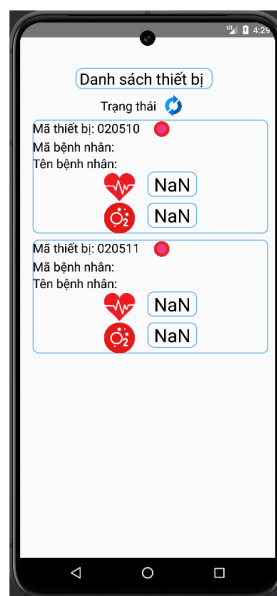 4:29
Danh sách thiết bị
Trạng thái
Mã thiết bị: 020510
Mã bệnh nhân:
Tên bệnh nhân:
NaN
O2
NaN
Mã thiết bị: 020511
Mã bệnh nhân:
Tên bệnh nhân:
NaN
O2
NaN